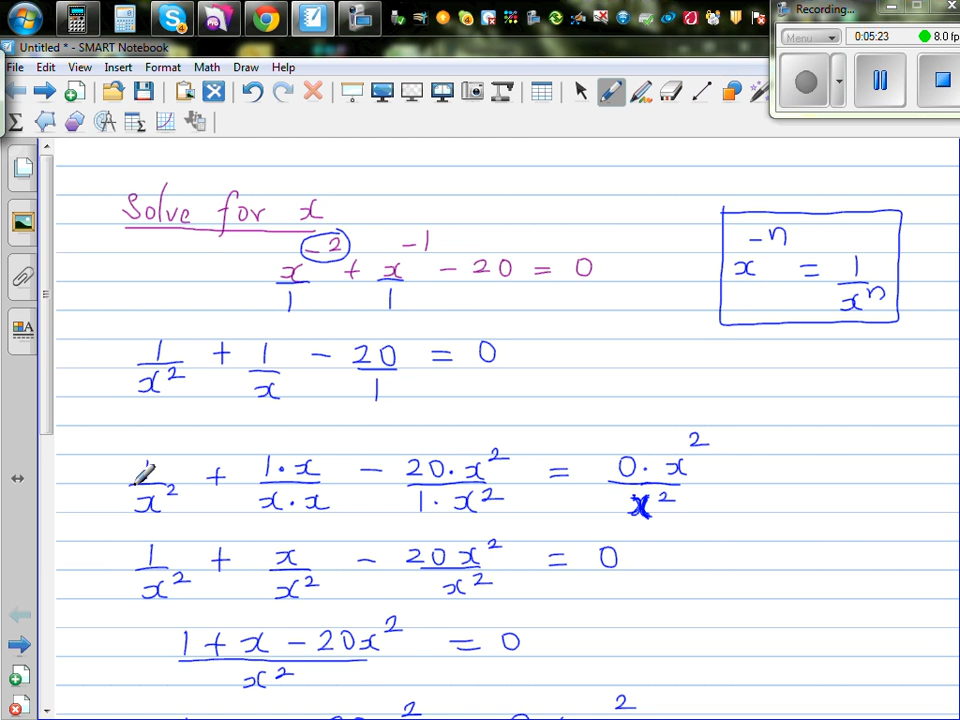 Recording...
Menu 0:05:23 8.0 fp
Untitled * - SMART Notebook
File Edit View Insert Format Math Draw Help
Solve for x
x^-2/1 + x^-1/1 - 20 = 0
x^-n = 1/x^n
1/x^2 + 1/x - 20/1 = 0
1/x^2 + 1·x/x·x - 20·x^2/1·x^2 = 0·x^2/x^2
1/x^2 + x/x^2 - 20x^2/x^2 = 0
1 + x - 20x^2/x^2 = 0